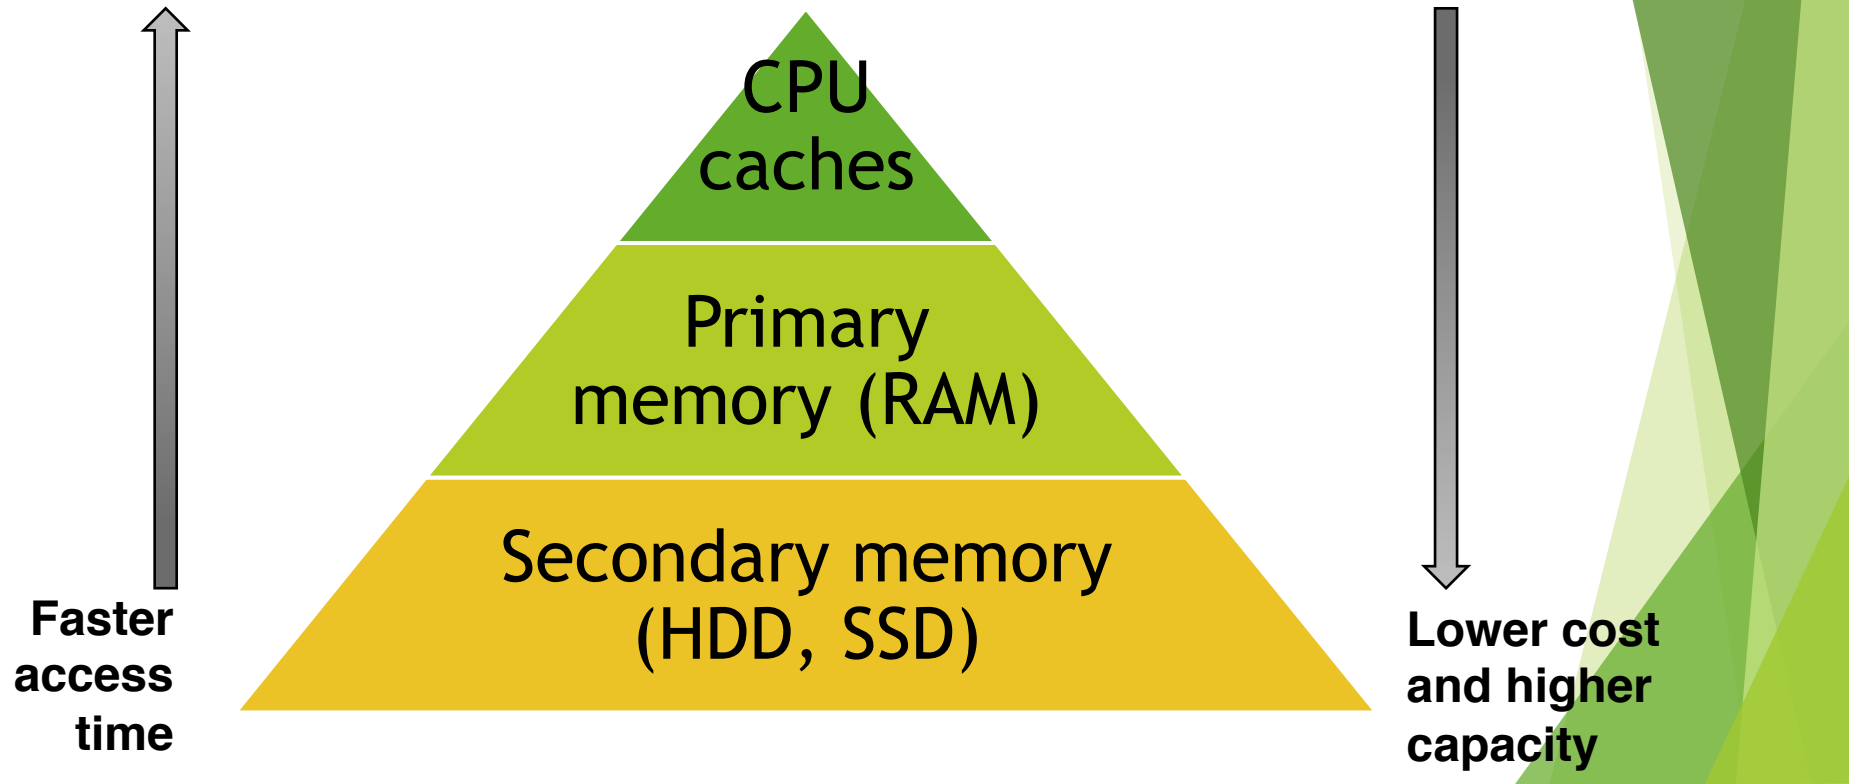 CPU
caches
Primary
memory (RAM)
Secondary memory
(HDD, SSD)
Faster
access
time
Lower cost
and higher
capacity